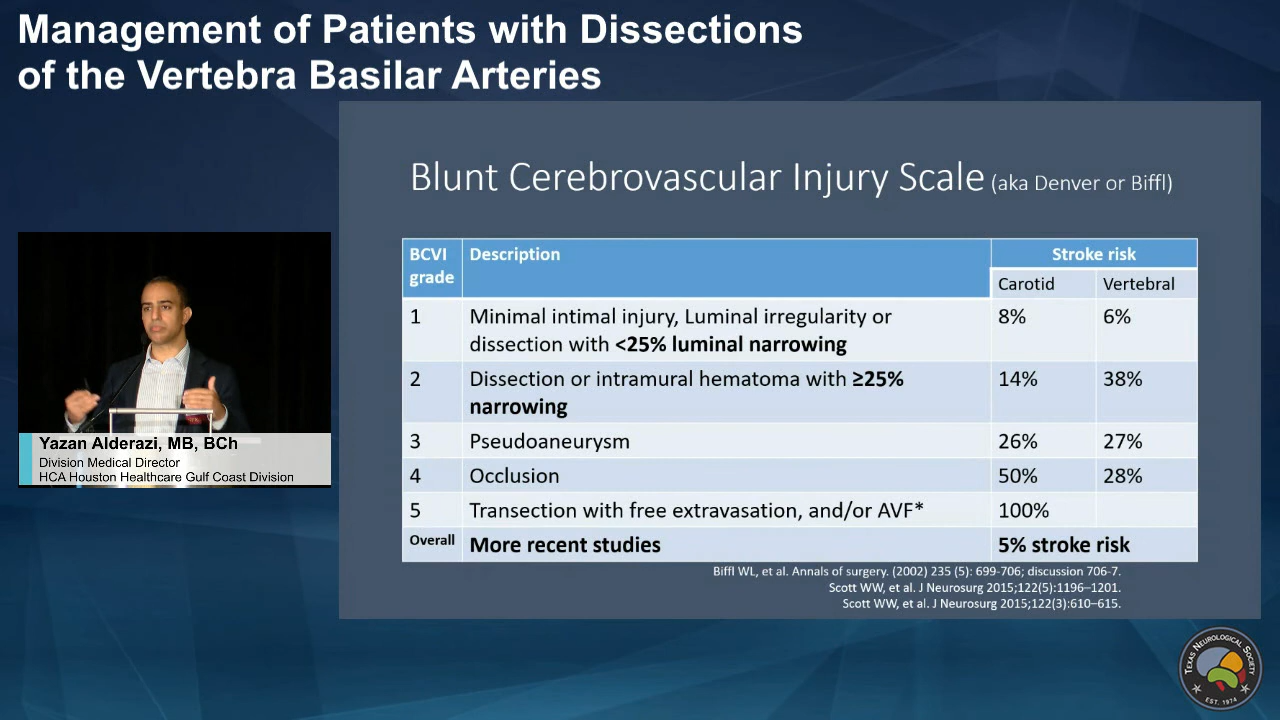 Management of Patients with Dissections
of the Vertebra Basilar Arteries
Blunt Cerebrovascular Injury Scale (aka Denver or Biffl)
BCVI grade Description Stroke risk
Carotid Vertebral
1 Minimal intimal injury, Luminal irregularity or dissection with <25% luminal narrowing 8% 6%
2 Dissection or intramural hematoma with ≥25% narrowing 14% 38%
3 Pseudoaneurysm 26% 27%
4 Occlusion 50% 28%
5 Transection with free extravasation, and/or AVF* 100%
Overall More recent studies 5% stroke risk
Biffl WL, et al. Annals of surgery. (2002) 235 (5): 699-706; discussion 706-7.
Scott WW, et al. J Neurosurg 2015;122(5):1196–1201.
Scott WW, et al. J Neurosurg 2015;122(3):610–615.
Yazan Alderazi, MB, BCh
Division Medical Director
HCA Houston Healthcare Gulf Coast Division
TEXAS NEUROLOGICAL SOCIETY
EST. 1974